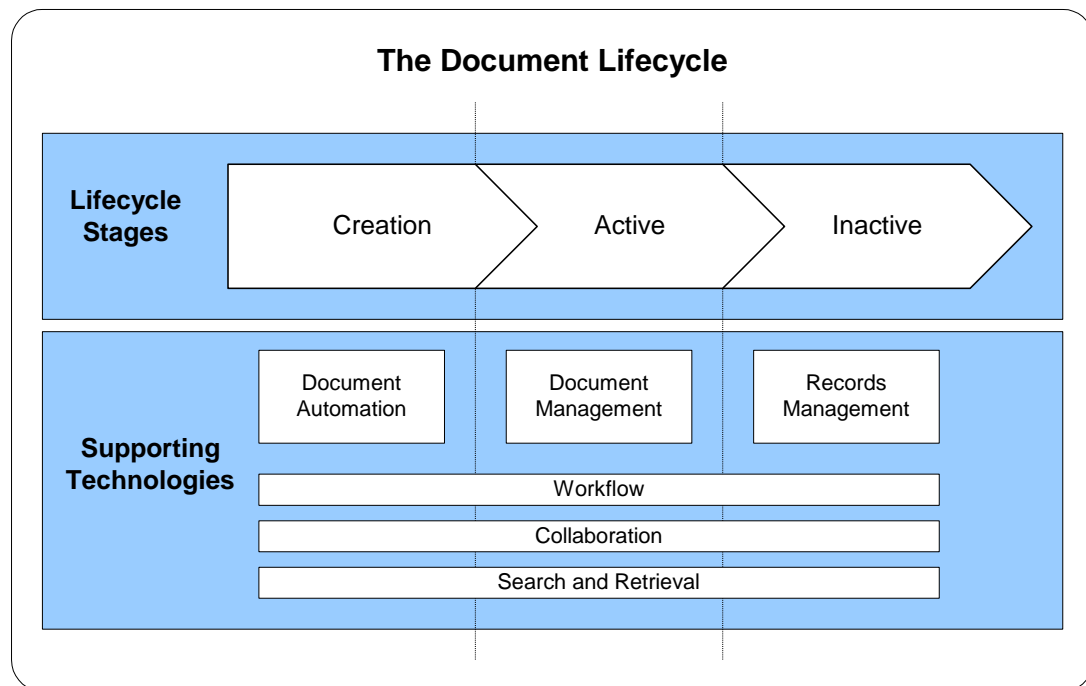 The Document Lifecycle
Lifecycle
Stages
Creation
Active
Inactive
Document
Automation
Document
Management
Records
Management
Supporting
Technologies
Workflow
Collaboration
Search and Retrieval